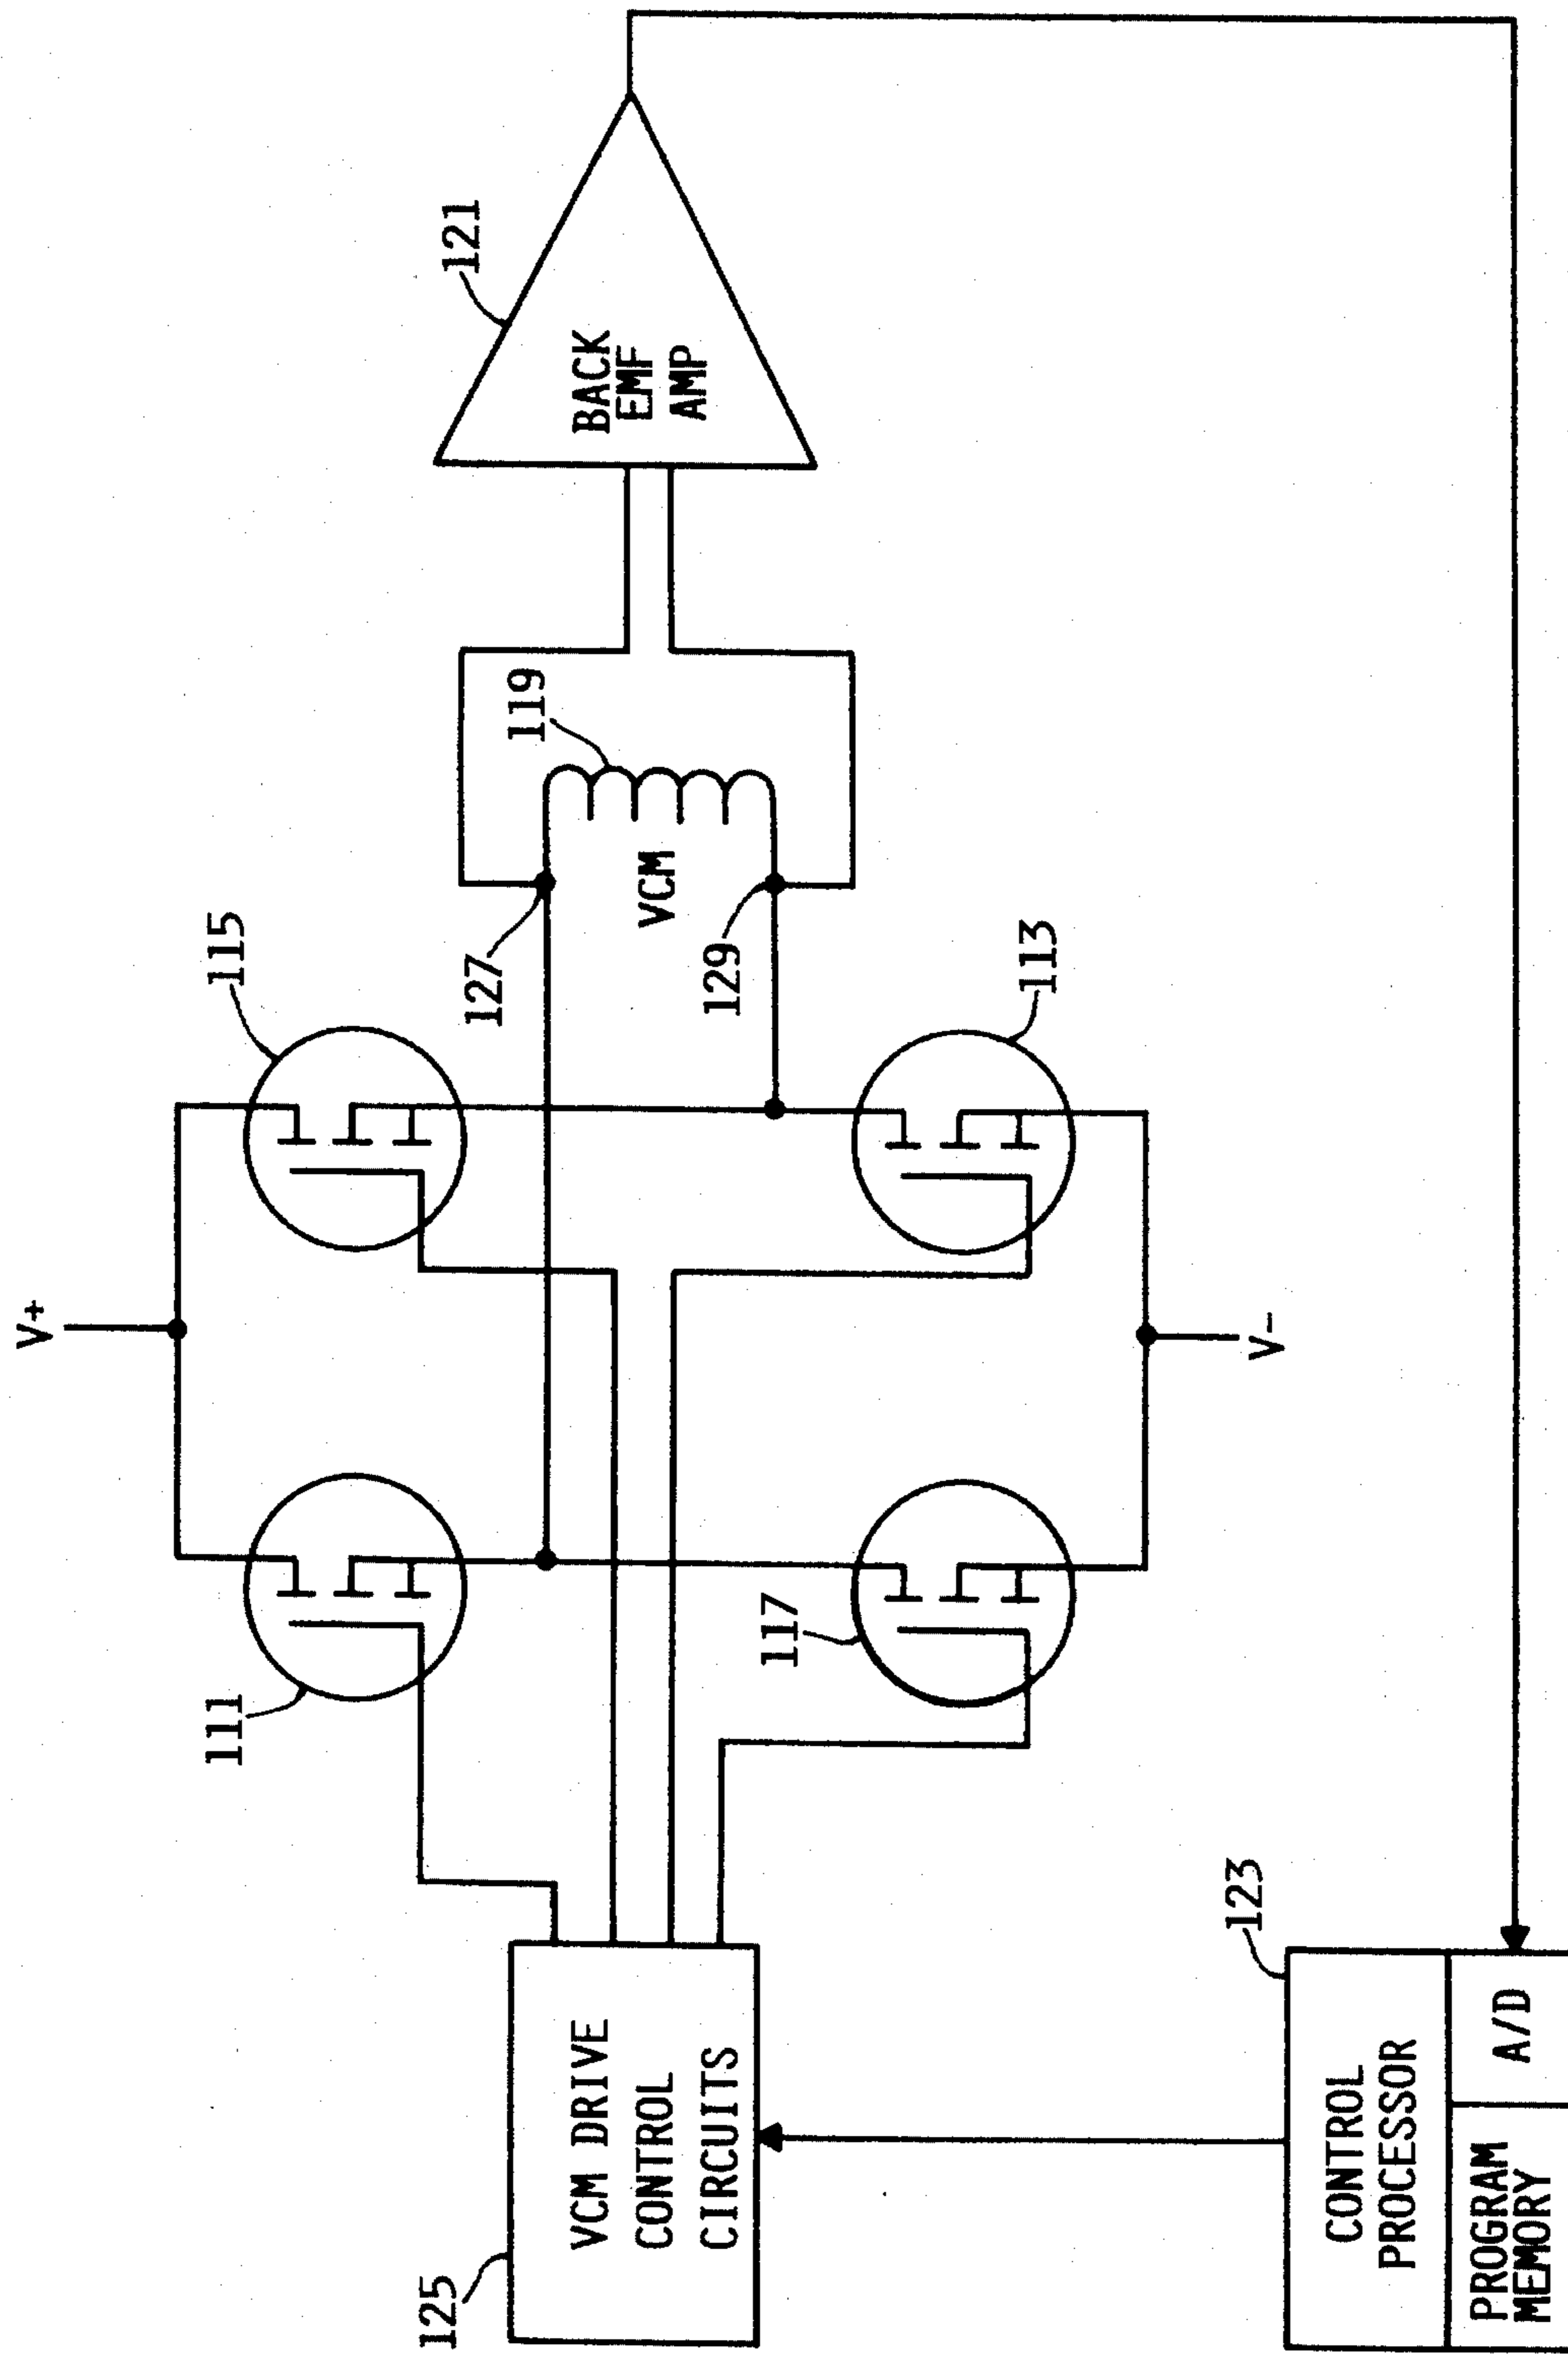 V+
111
115
121
BACK
EMF
AMP
119
127
VCM
129
117
113
V-
125
VCM DRIVE
CONTROL
CIRCUITS
123
CONTROL
PROCESSOR
PROGRAM
MEMORY
A/D